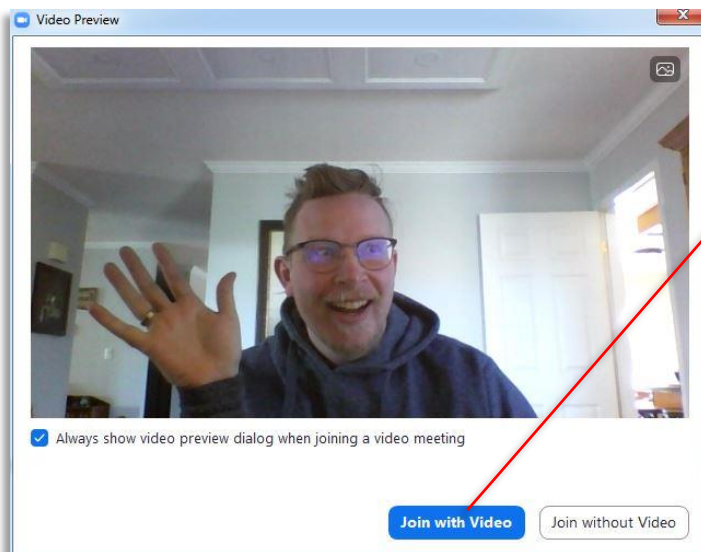 Video Preview
Always show video preview dialog when joining a video meeting
Join with Video
Join without Video